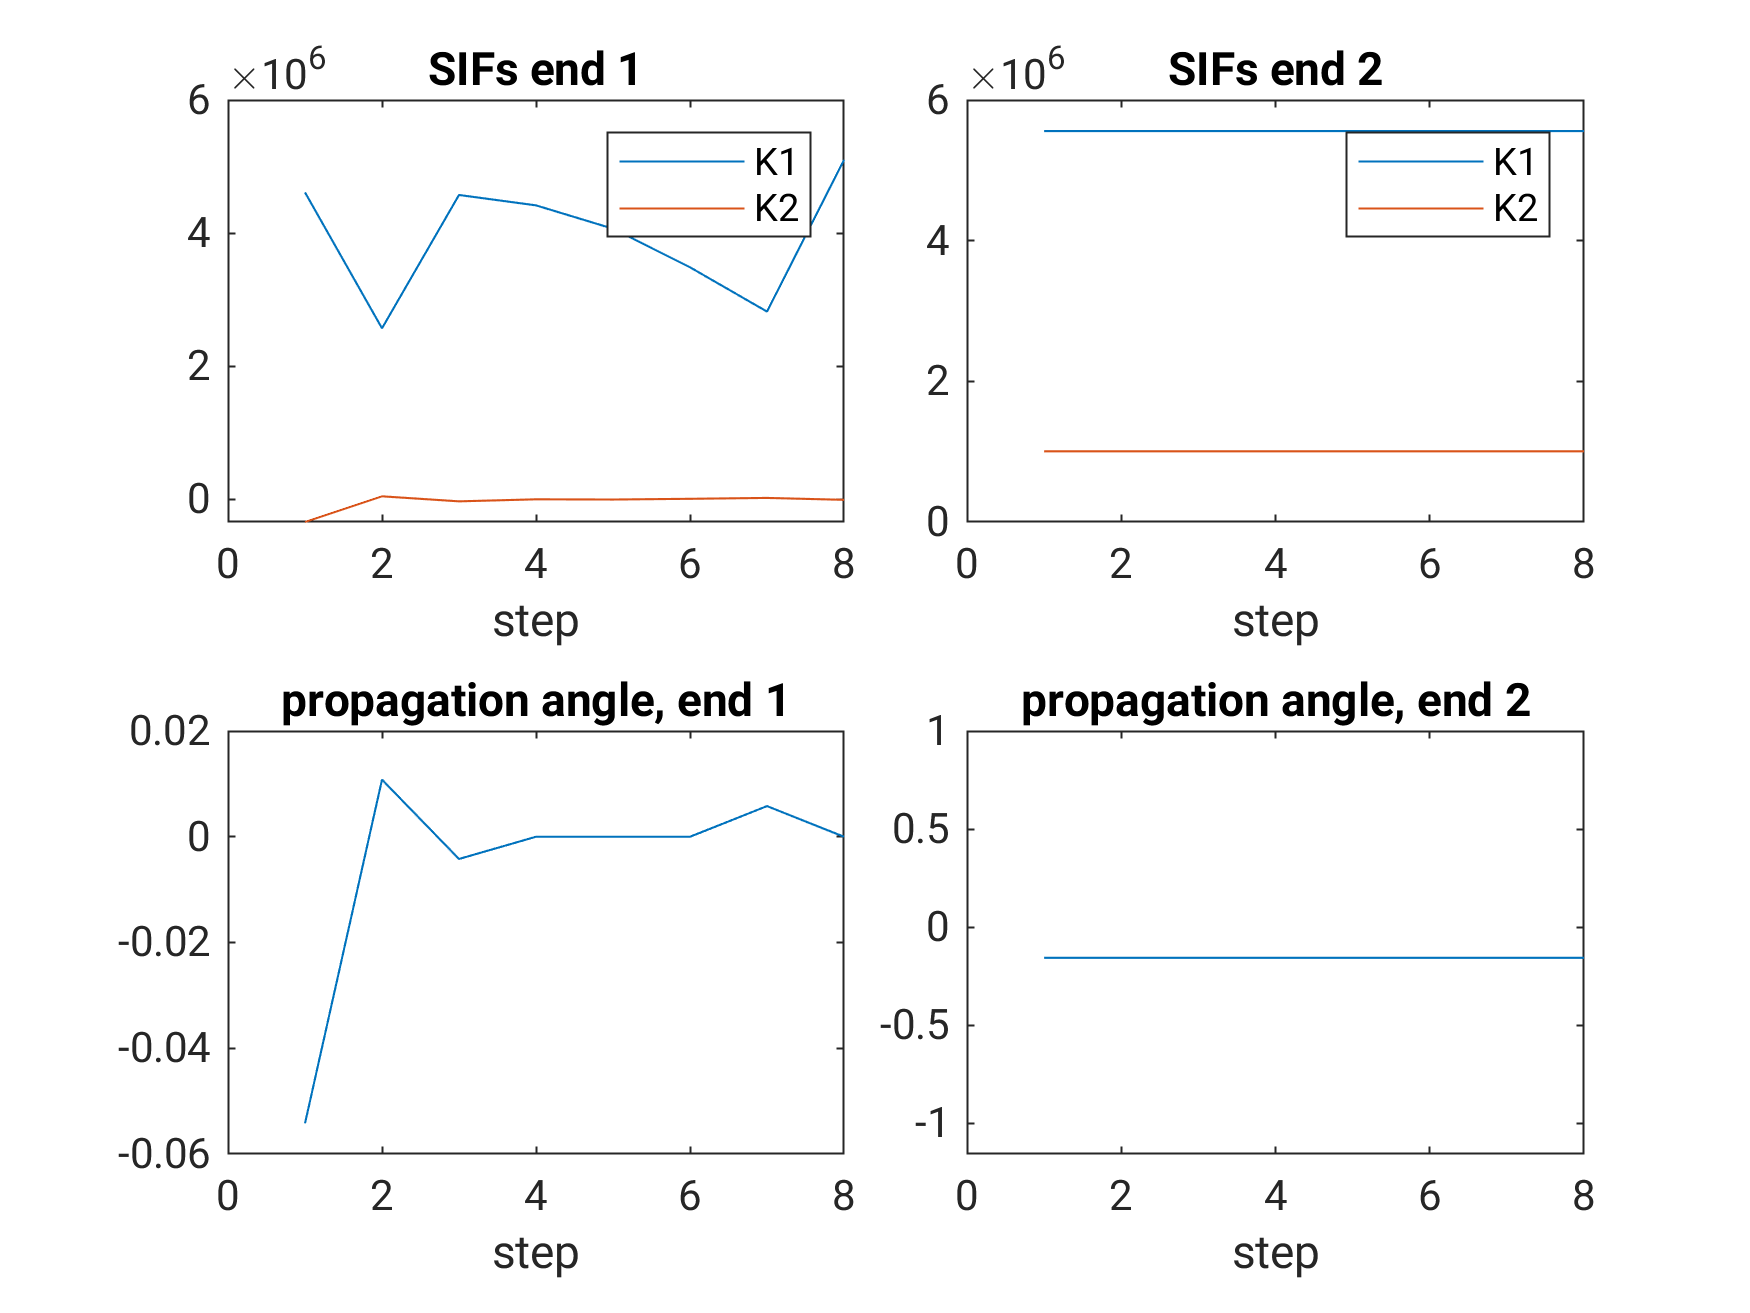 ×10^6
SIFs end 1
6
4
2
0
K1
K2
0 2 4 6 8
step
×10^6
SIFs end 2
6
4
2
0
K1
K2
0 2 4 6 8
step
propagation angle, end 1
0.02
0
-0.02
-0.04
-0.06
0 2 4 6 8
step
propagation angle, end 2
1
0.5
0
-0.5
-1
0 2 4 6 8
step